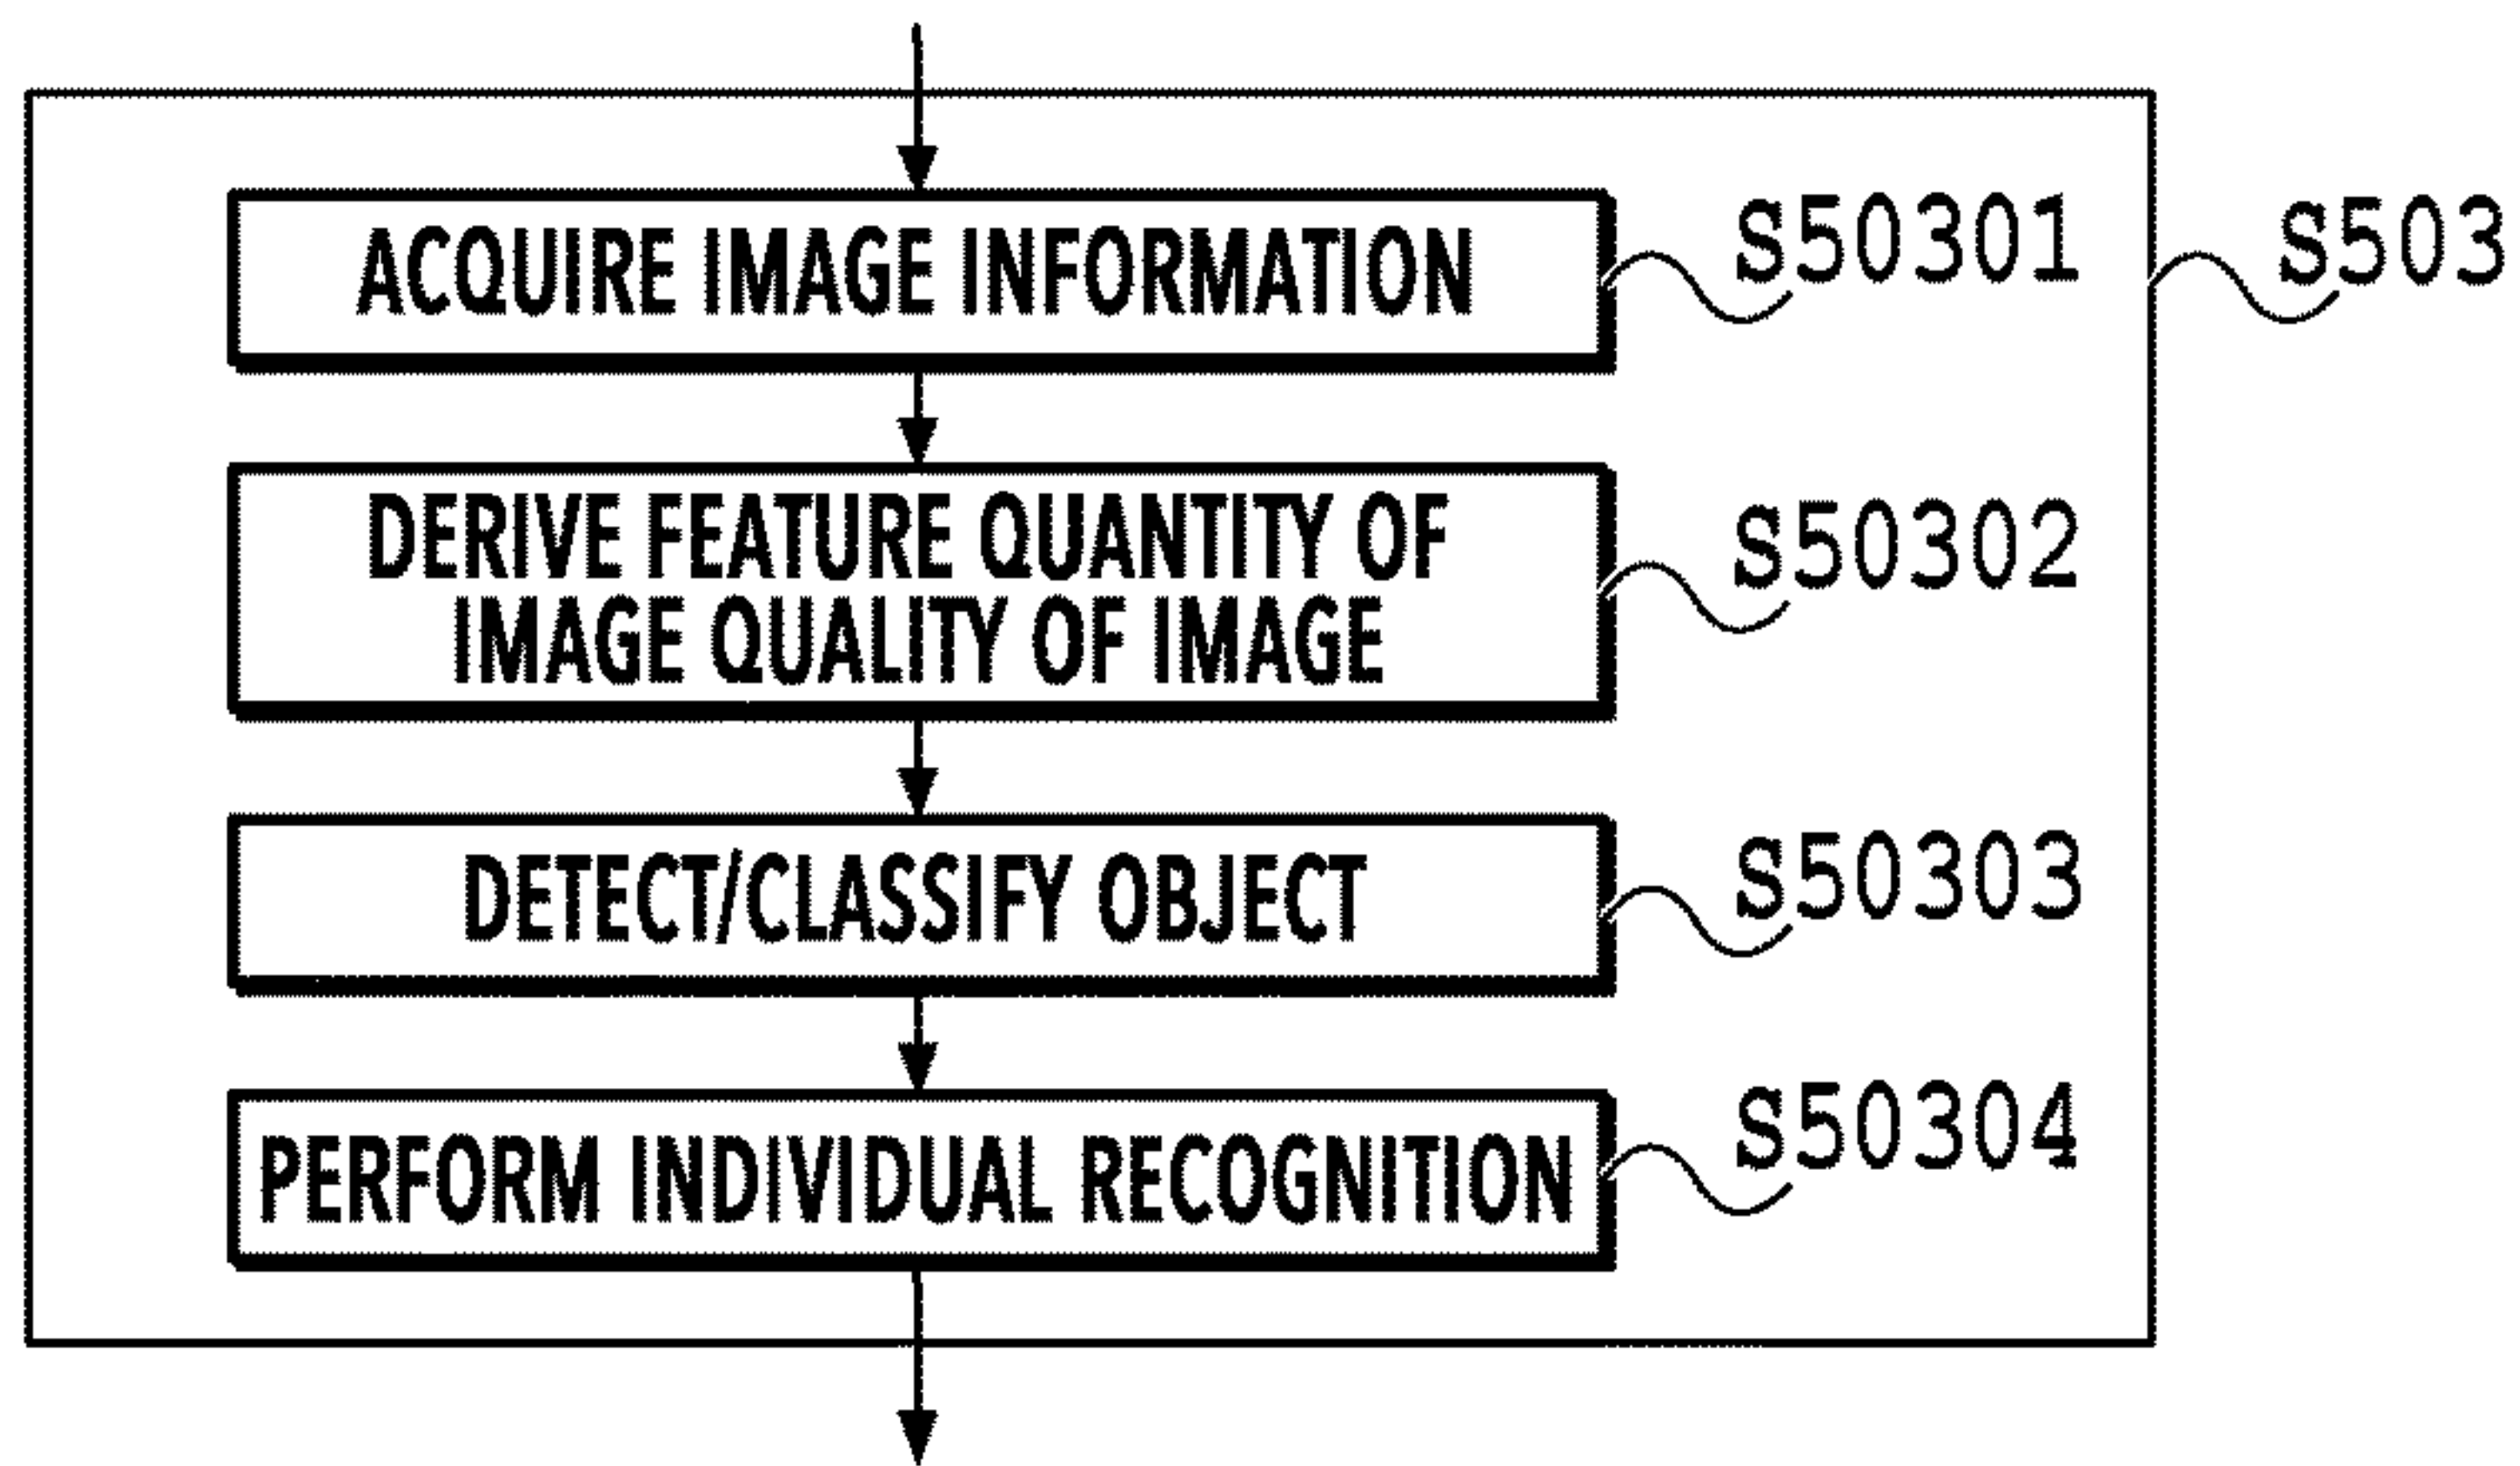 ACQUIRE IMAGE INFORMATION
S50301
S503
DERIVE FEATURE QUANTITY OF
IMAGE QUALITY OF IMAGE
S50302
DETECT/CLASSIFY OBJECT
S50303
PERFORM INDIVIDUAL RECOGNITION
S50304